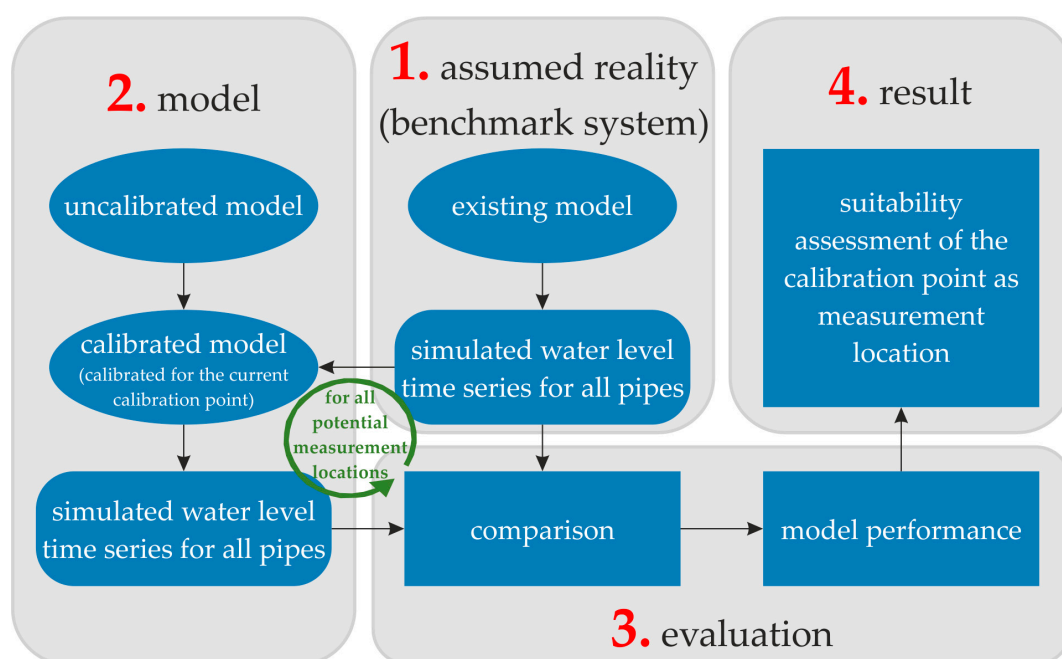 2. model
uncalibrated model
calibrated model
(calibrated for the current
calibration point)
simulated water level
time series for all pipes
1. assumed reality
(benchmark system)
existing model
simulated water level
time series for all pipes
for all
potential
measurement
locations
comparison
model performance
3. evaluation
4. result
suitability
assessment of the
calibration point as
measurement
location